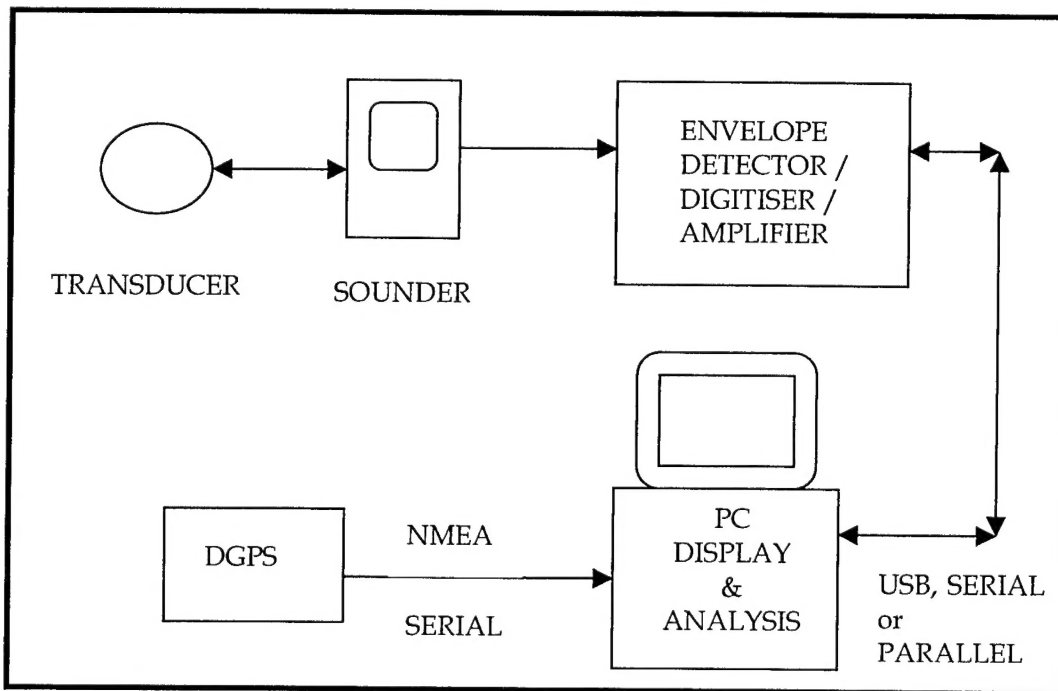 ENVELOPE
DETECTOR /
DIGITISER /
AMPLIFIER
TRANSDUCER
SOUNDER
DGPS
NMEA
SERIAL
PC
DISPLAY
&
ANALYSIS
USB, SERIAL
or
PARALLEL